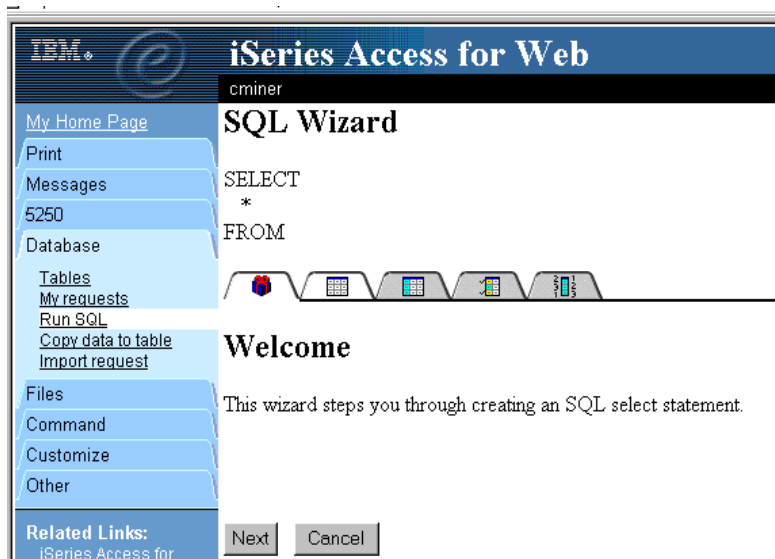 IBM®
iSeries Access for Web
cminer
My Home Page
Print
Messages
5250
Database
Tables
My requests
Run SQL
Copy data to table
Import request
Files
Command
Customize
Other
Related Links:
iSeries Access for
SQL Wizard
SELECT
*
FROM
Welcome
This wizard steps you through creating an SQL select statement.
Next
Cancel